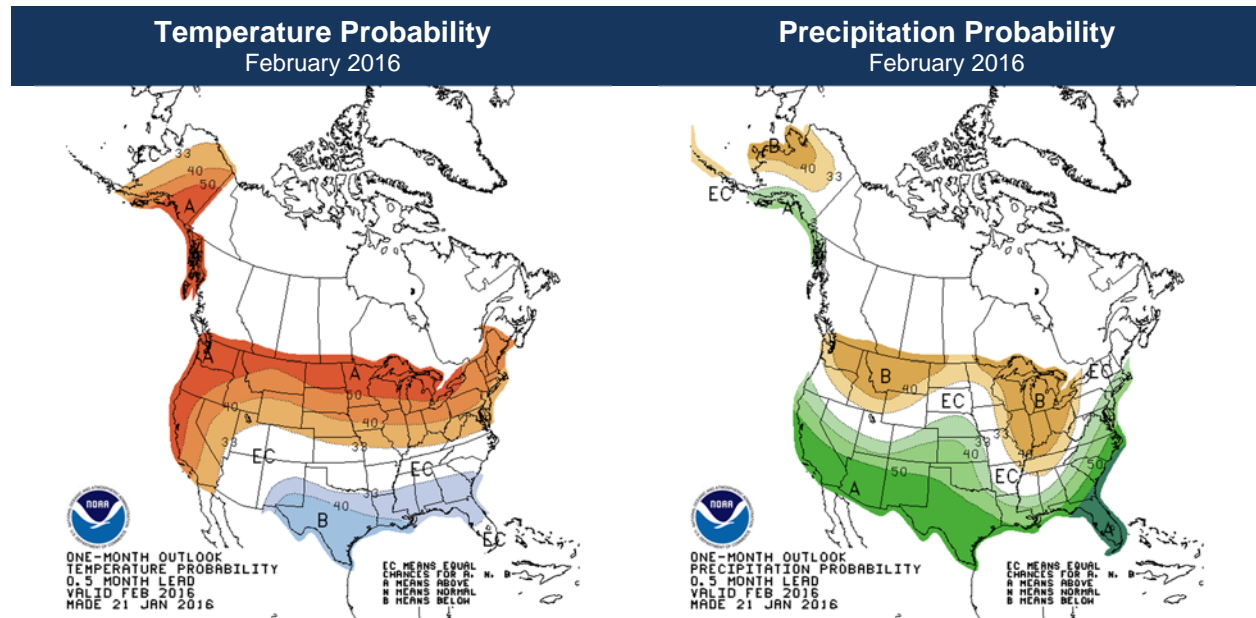 Temperature Probability
February 2016
EC
33
40
50
A
A
A
50
40
40
33
33
EC
EC
33
40
B
EC
NOAA
ONE-MONTH OUTLOOK
TEMPERATURE PROBABILITY
0.5 MONTH LEAD
VALID FEB 2016
MADE 21 JAN 2016
EC MEANS EQUAL
CHANCES FOR A, N, B
A MEANS ABOVE
N MEANS NORMAL
B MEANS BELOW
Precipitation Probability
February 2016
B
40
33
EC
A
B
40
EC
EC
B
33
33
40
40
40
50
50
EC
A
A
NOAA
ONE-MONTH OUTLOOK
PRECIPITATION PROBABILITY
0.5 MONTH LEAD
VALID FEB 2016
MADE 21 JAN 2016
EC MEANS EQUAL
CHANCES FOR A, N, B
A MEANS ABOVE
N MEANS NORMAL
B MEANS BELOW